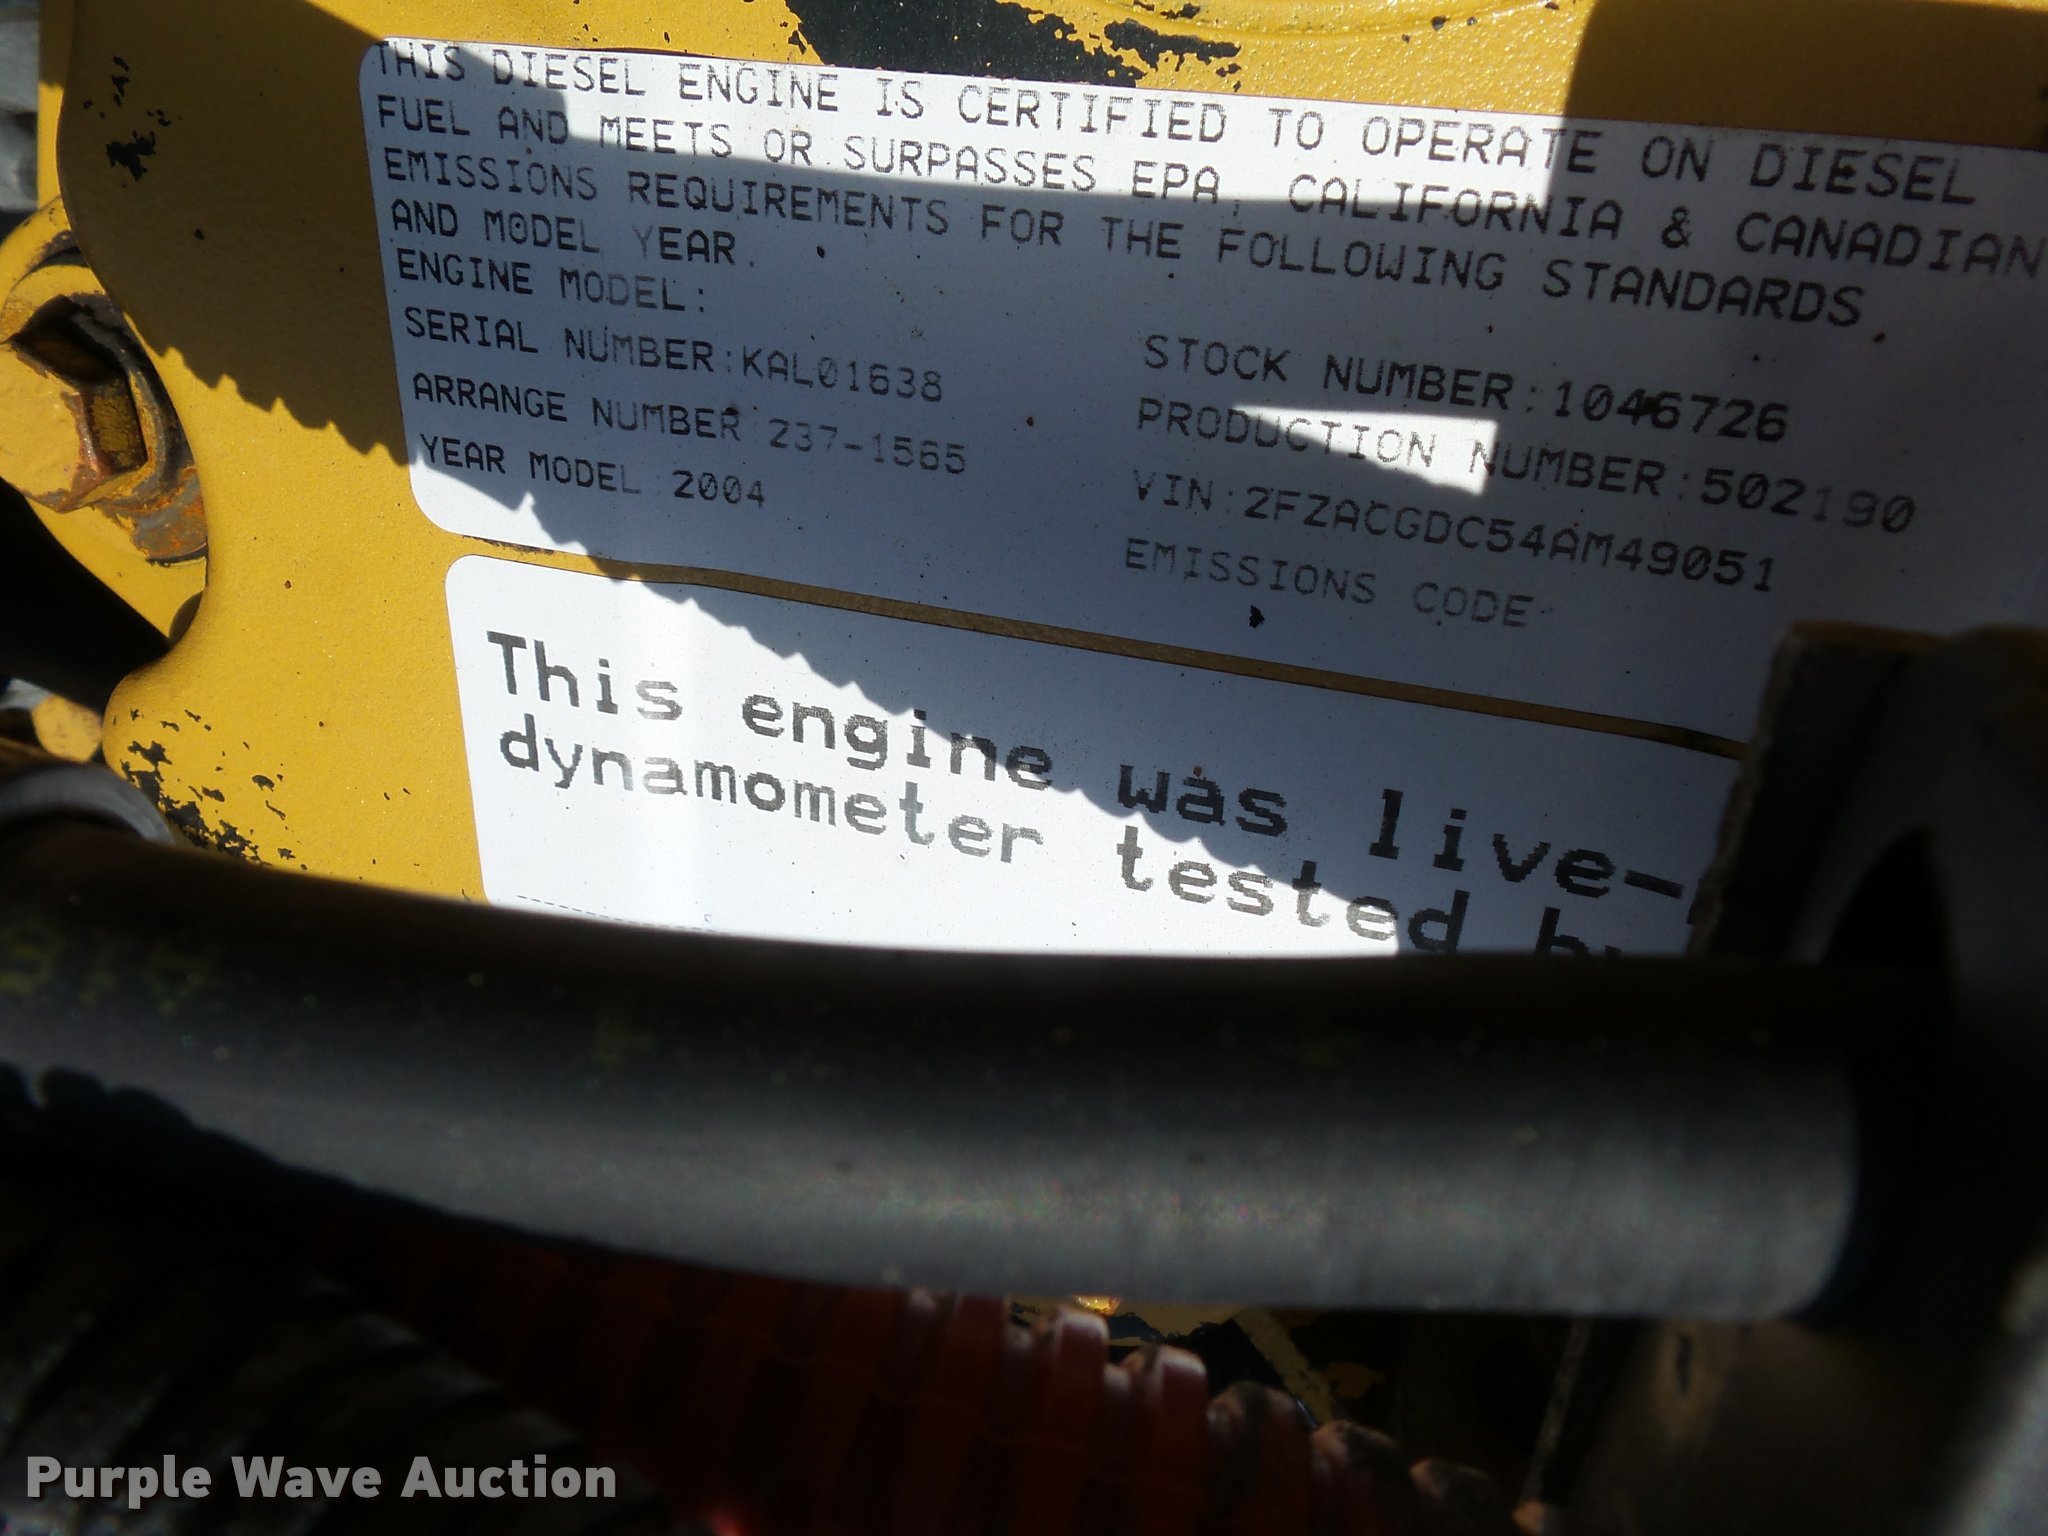 THIS DIESEL ENGINE IS CERTIFIED TO OPERATE ON DIESEL
FUEL AND MEETS OR SURPASSES EPA, CALIFORNIA & CANADIAN
EMISSIONS REQUIREMENTS FOR THE FOLLOWING STANDARDS
AND MODEL YEAR.
ENGINE MODEL:
SERIAL NUMBER:KAL01638
ARRANGE NUMBER 237-1565
YEAR MODEL:2004
STOCK NUMBER:1046726
PRODUCTION NUMBER:502190
VIN:2FZACGDC54AM49051
EMISSIONS CODE:
This engine was live-
dynamometer tested by
Purple Wave Auction